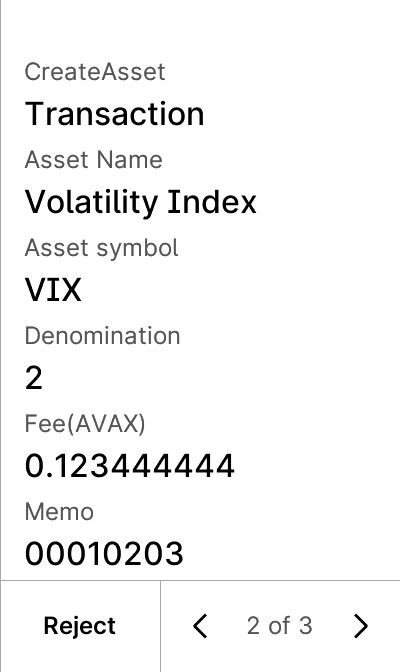 CreateAsset
Transaction
Asset Name
Volatility Index
Asset symbol
VIX
Denomination
2
Fee(AVAX)
0.123444444
Memo
00010203
Reject
2 of 3